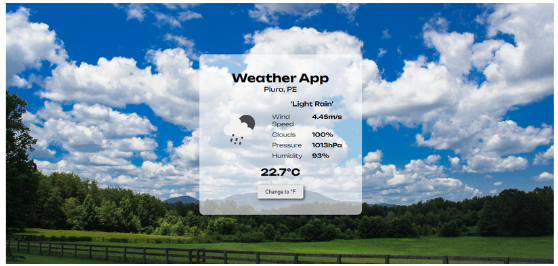 Weather App
Piura, PE
'Light Rain'
Wind Speed 4.45m/s
Clouds 100%
Pressure 1013hPa
Humidity 93%
22.7°C
Change to °F